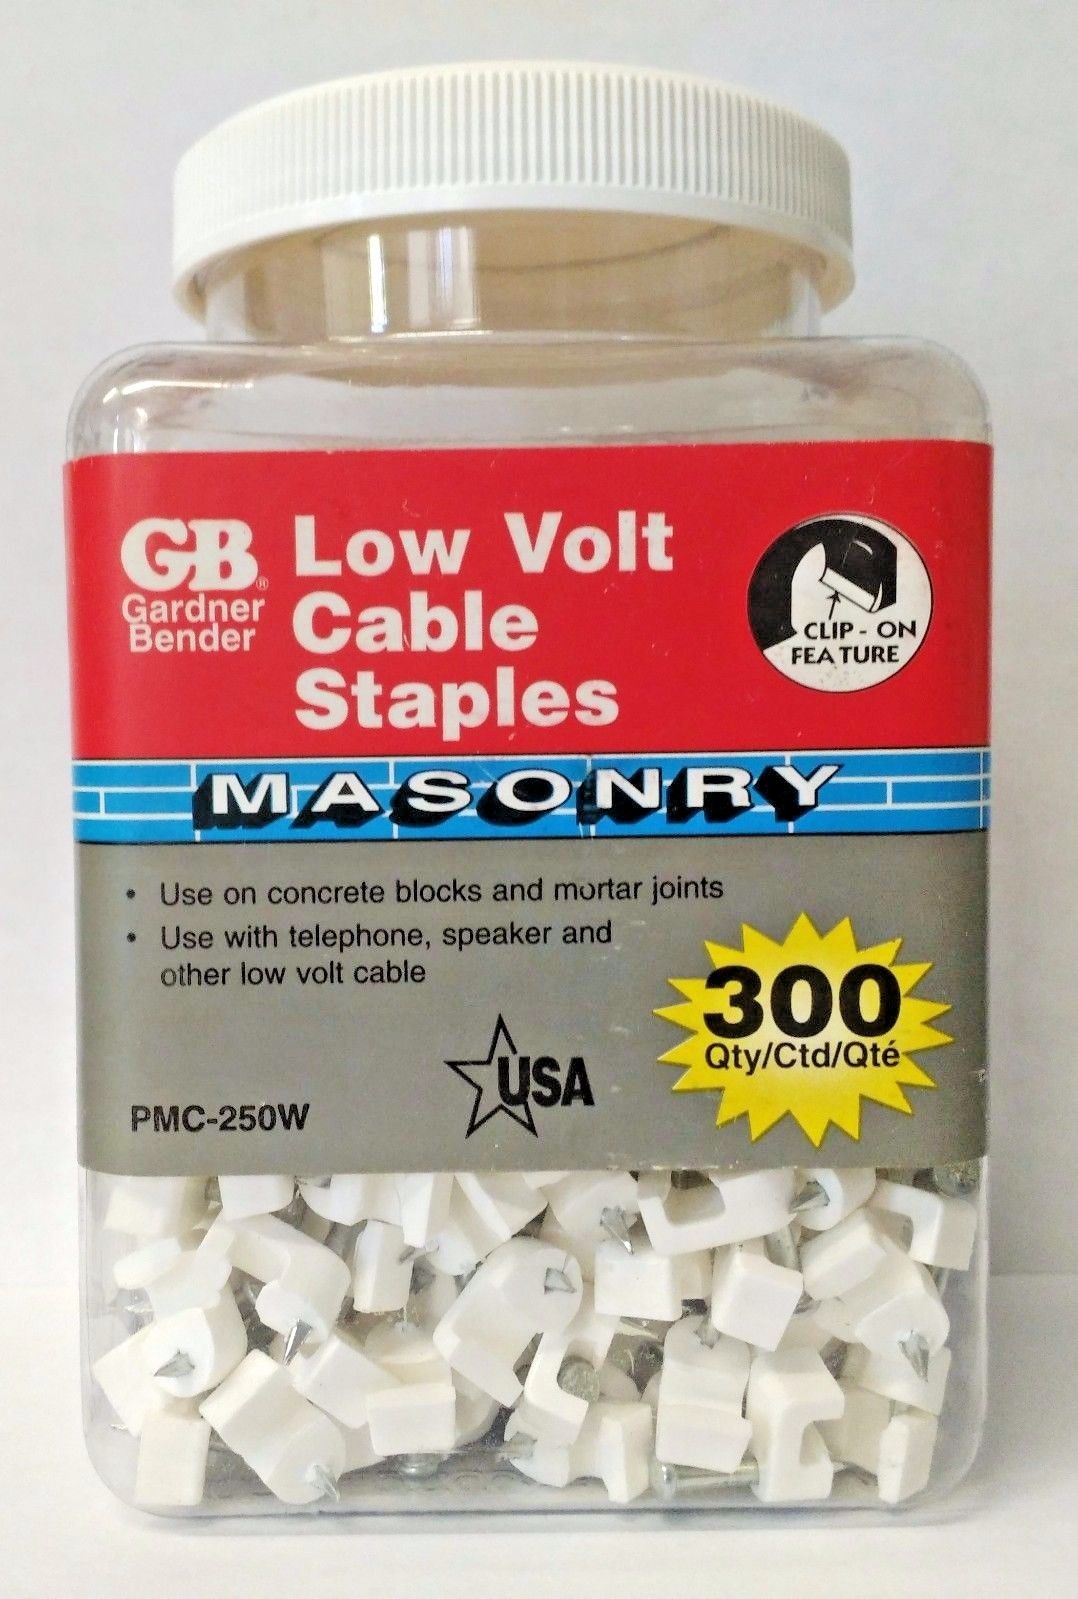 GB®
Gardner
Bender
Low Volt
Cable
Staples
CLIP - ON
FEATURE
MASONRY
• Use on concrete blocks and mortar joints
• Use with telephone, speaker and
other low volt cable
300
Qty/Ctd/Qté
USA
PMC-250W